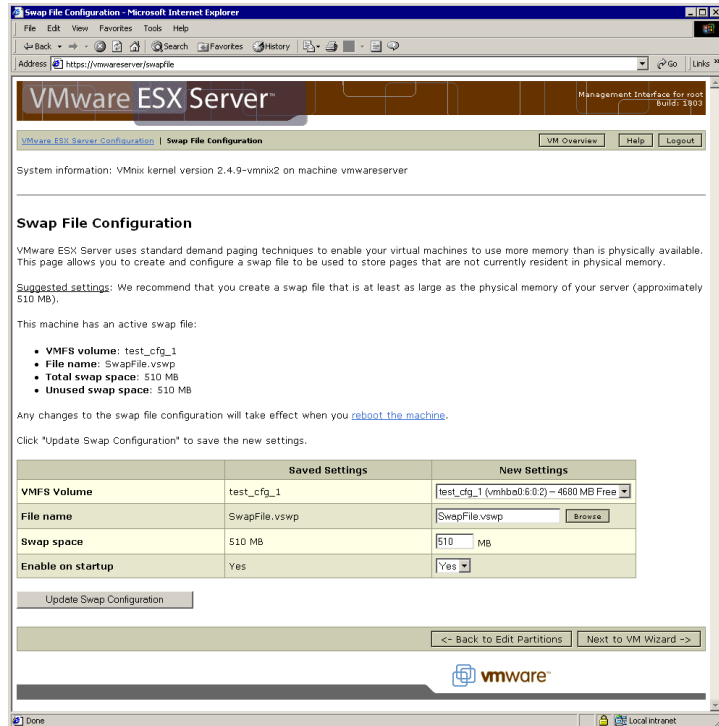 Swap File Configuration - Microsoft Internet Explorer
File Edit View Favorites Tools Help
Back Search Favorites History
Address https://vmwareserver/swapfile Go Links »
VMware ESX Server™
Management Interface for root
Build: 1803
VMware ESX Server Configuration | Swap File Configuration VM Overview Help Logout
System information: VMnix kernel version 2.4.9-vmnix2 on machine vmwareserver
Swap File Configuration
VMware ESX Server uses standard demand paging techniques to enable your virtual machines to use more memory than is physically available.
This page allows you to create and configure a swap file to be used to store pages that are not currently resident in physical memory.
Suggested settings: We recommend that you create a swap file that is at least as large as the physical memory of your server (approximately
510 MB).
This machine has an active swap file:
• VMFS volume: test_cfg_1
• File name: SwapFile.vswp
• Total swap space: 510 MB
• Unused swap space: 510 MB
Any changes to the swap file configuration will take effect when you reboot the machine.
Click "Update Swap Configuration" to save the new settings.
Saved Settings New Settings
VMFS Volume test_cfg_1 test_cfg_1 (vmhba0:6:0:2) -- 4680 MB Free
File name SwapFile.vswp SwapFile.vswp Browse
Swap space 510 MB 510 MB
Enable on startup Yes Yes
Update Swap Configuration
<- Back to Edit Partitions Next to VM Wizard ->
vmware™
Done Local intranet